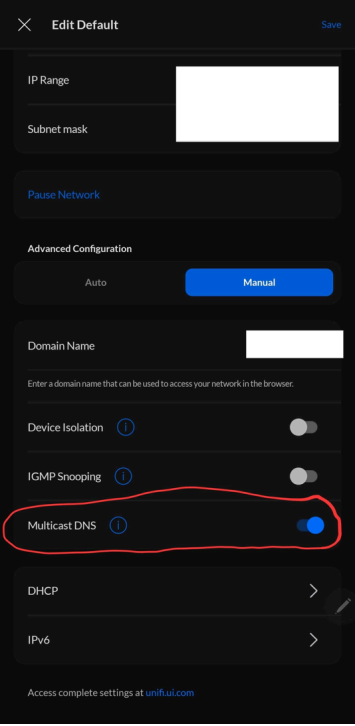 Edit Default Save
IP Range
Subnet mask
Pause Network
Advanced Configuration
Auto Manual
Domain Name
Enter a domain name that can be used to access your network in the browser.
Device Isolation
IGMP Snooping
Multicast DNS
DHCP
IPv6
Access complete settings at unifi.ui.com